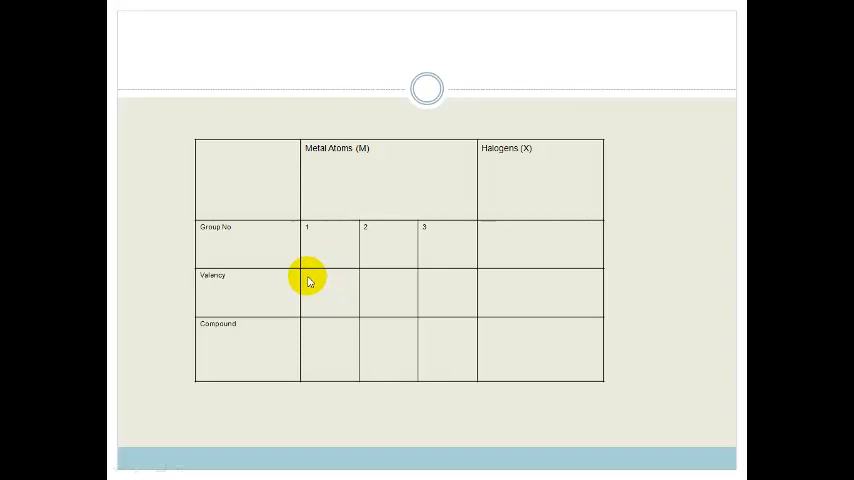 Metal Atoms (M)
Halogens (X)
Group No
1
2
3
Valency
Compound